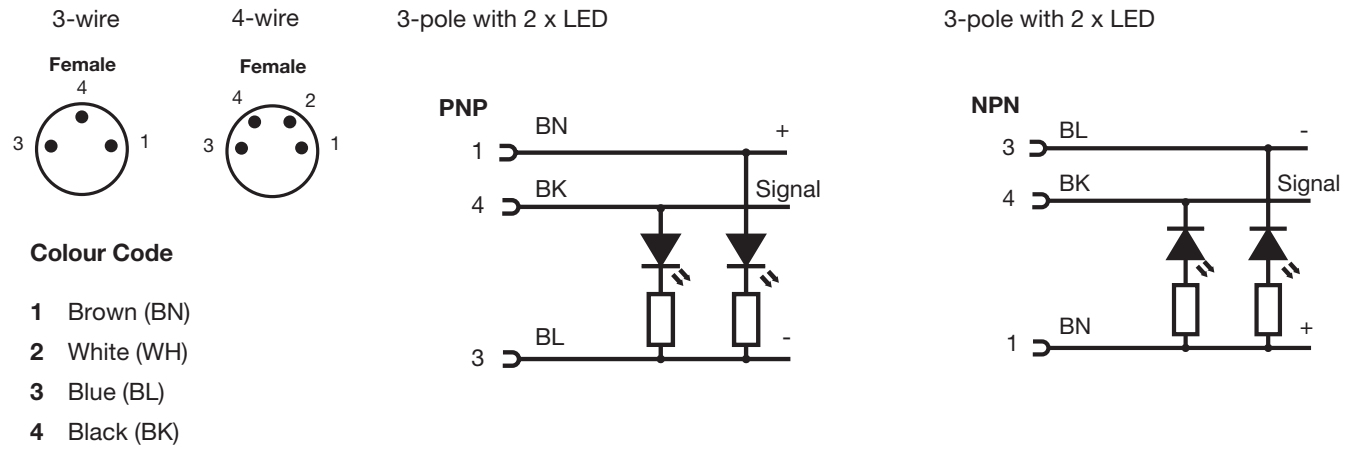 3-wire
4-wire
3-pole with 2 x LED
3-pole with 2 x LED
Female
4
3
1
Female
4
2
3
1
Colour Code
1 Brown (BN)
2 White (WH)
3 Blue (BL)
4 Black (BK)
PNP
BN
+
1
BK
Signal
4
BL
-
3
NPN
BL
-
3
BK
Signal
4
BN
+
1